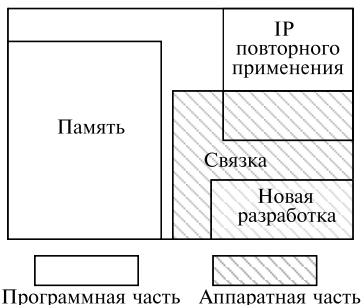 IP
повторного
применения
Память
Связка
Новая
разработка
Программная часть
Аппаратная часть